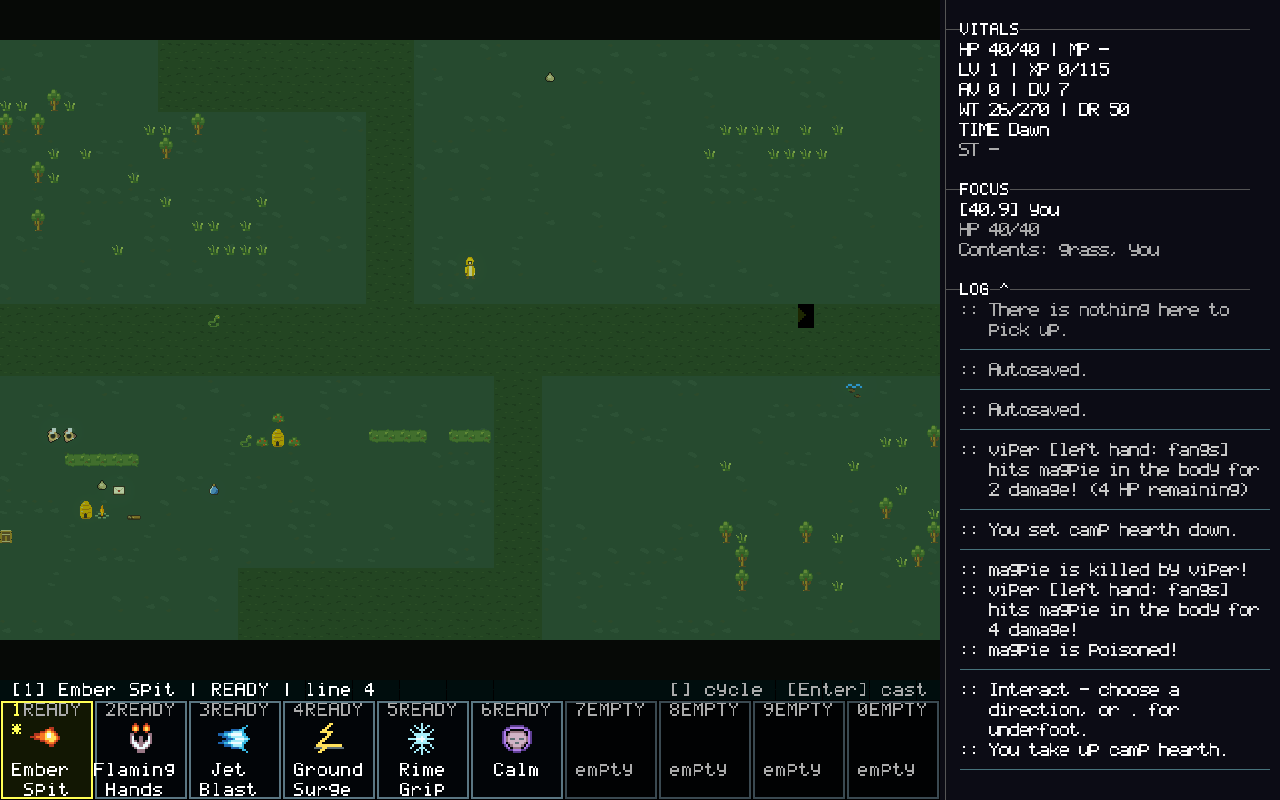 VITALS
HP 40/40 | MP -
LV 1 | XP 0/115
AV 0 | DV 7
WT 26/270 | DR 50
TIME Dawn
ST -
FOCUS
[40,9] You
HP 40/40
Contents: grass, You
LOG ^
:: There is nothing here to
Pick up.
:: Autosaved.
:: Autosaved.
:: viper [left hand: fangs]
hits magpie in the body for
2 damage! (4 HP remaining)
:: You set camp hearth down.
:: magpie is killed by viper!
:: viper [left hand: fangs]
hits magpie in the body for
4 damage!
:: magpie is Poisoned!
:: Interact - choose a
direction, or . for
underfoot.
:: You take up camp hearth.
[1] Ember Spit | READY | line 4
[] cycle [Enter] cast
1READY 2READY 3READY 4READY 5READY 6READY 7EMPTY 8EMPTY 9EMPTY 0EMPTY
*
Ember Flaming Jet Ground Rime Calm empty empty empty empty
Spit Hands Blast Surge Grip